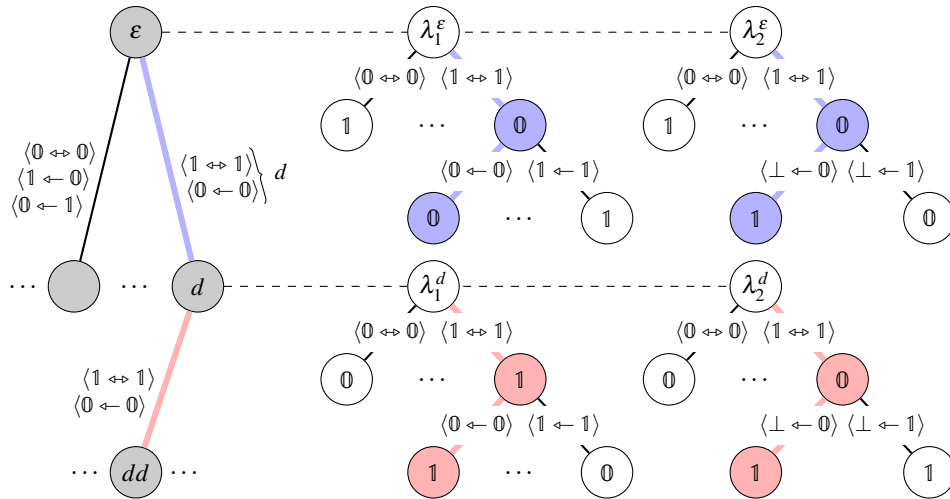 ε λ₁^ε λ₂^ε
⟨𝟘 ⇿ 𝟘⟩ ⟨𝟙 ⇿ 𝟙⟩ ⟨𝟘 ⇿ 𝟘⟩ ⟨𝟙 ⇿ 𝟙⟩
𝟙 ⋯ 𝟘 𝟙 ⋯ 𝟘
⟨𝟘 ⇿ 𝟘⟩
⟨𝟙 ⇽ 𝟘⟩
⟨𝟘 ⇽ 𝟙⟩
⟨𝟙 ⇿ 𝟙⟩
⟨𝟘 ⇽ 𝟘⟩
} d
⟨𝟘 ⇽ 𝟘⟩ ⟨𝟙 ⇽ 𝟙⟩ ⟨⊥ ⇽ 𝟘⟩ ⟨⊥ ⇽ 𝟙⟩
𝟘 ⋯ 𝟙 𝟙 𝟘
⋯ ⋯ d λ₁^d λ₂^d
⟨𝟘 ⇿ 𝟘⟩ ⟨𝟙 ⇿ 𝟙⟩ ⟨𝟘 ⇿ 𝟘⟩ ⟨𝟙 ⇿ 𝟙⟩
𝟘 ⋯ 𝟙 𝟘 ⋯ 𝟘
⟨𝟙 ⇿ 𝟙⟩
⟨𝟘 ⇽ 𝟘⟩
⟨𝟘 ⇽ 𝟘⟩ ⟨𝟙 ⇽ 𝟙⟩ ⟨⊥ ⇽ 𝟘⟩ ⟨⊥ ⇽ 𝟙⟩
⋯ dd ⋯ 𝟙 ⋯ 𝟘 𝟙 𝟙